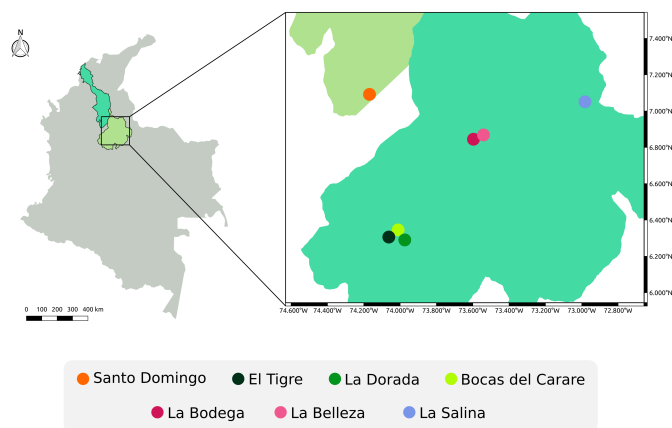 N
7.400°N
7.200°N
7.000°N
6.800°N
6.600°N
6.400°N
6.200°N
6.000°N
74.600°W 74.400°W 74.200°W 74.000°W 73.800°W 73.600°W 73.400°W 73.200°W 73.000°W 72.800°W
0 100 200 300 400 km
Santo Domingo El Tigre La Dorada Bocas del Carare
La Bodega La Belleza La Salina